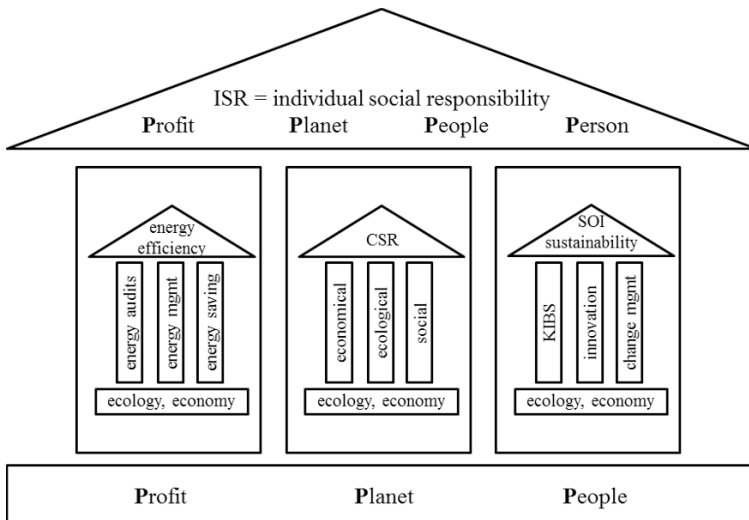 ISR = individual social responsibility
Profit Planet People Person
energy
efficiency
energy audits
energy mgmt
energy saving
ecology, economy
CSR
economical
ecological
social
ecology, economy
SOI
sustainability
KIBS
innovation
change mgmt
ecology, economy
Profit Planet People